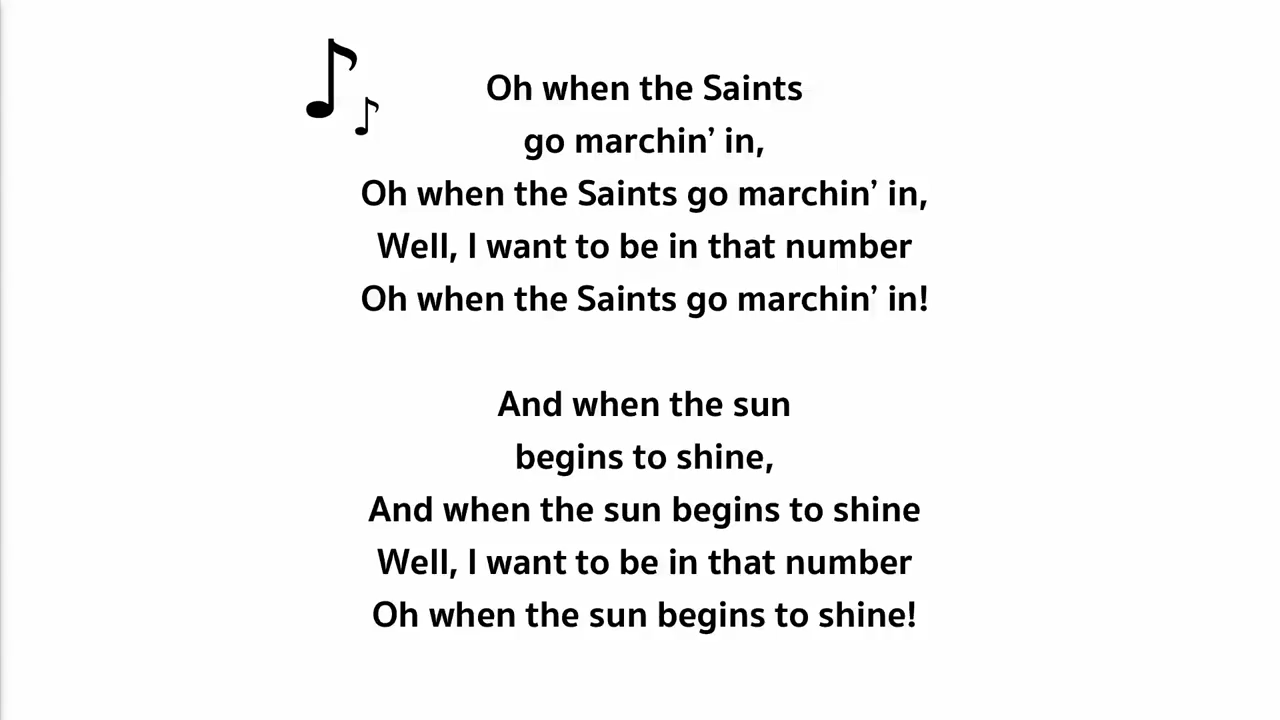 Oh when the Saints
go marchin’ in,
Oh when the Saints go marchin’ in,
Well, I want to be in that number
Oh when the Saints go marchin’ in!
And when the sun
begins to shine,
And when the sun begins to shine
Well, I want to be in that number
Oh when the sun begins to shine!